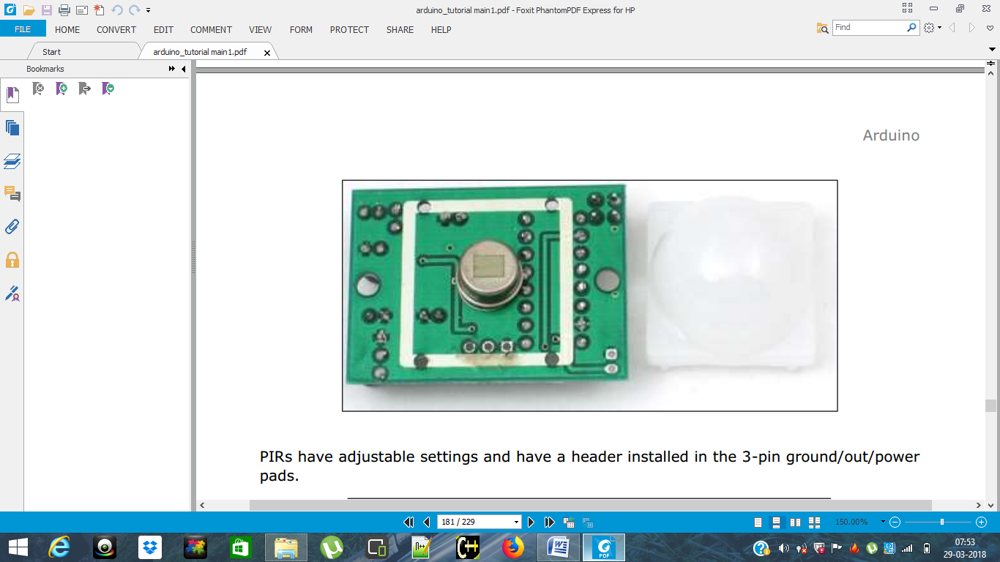 arduino_tutorial main1.pdf - Foxit PhantomPDF Express for HP
FILE HOME CONVERT EDIT COMMENT VIEW FORM PROTECT SHARE HELP
Find
Start
arduino_tutorial main1.pdf
Bookmarks
Arduino
PIRs have adjustable settings and have a header installed in the 3-pin ground/out/power
pads.
181 / 229
150.00%
PDF
07:53
29-03-2018